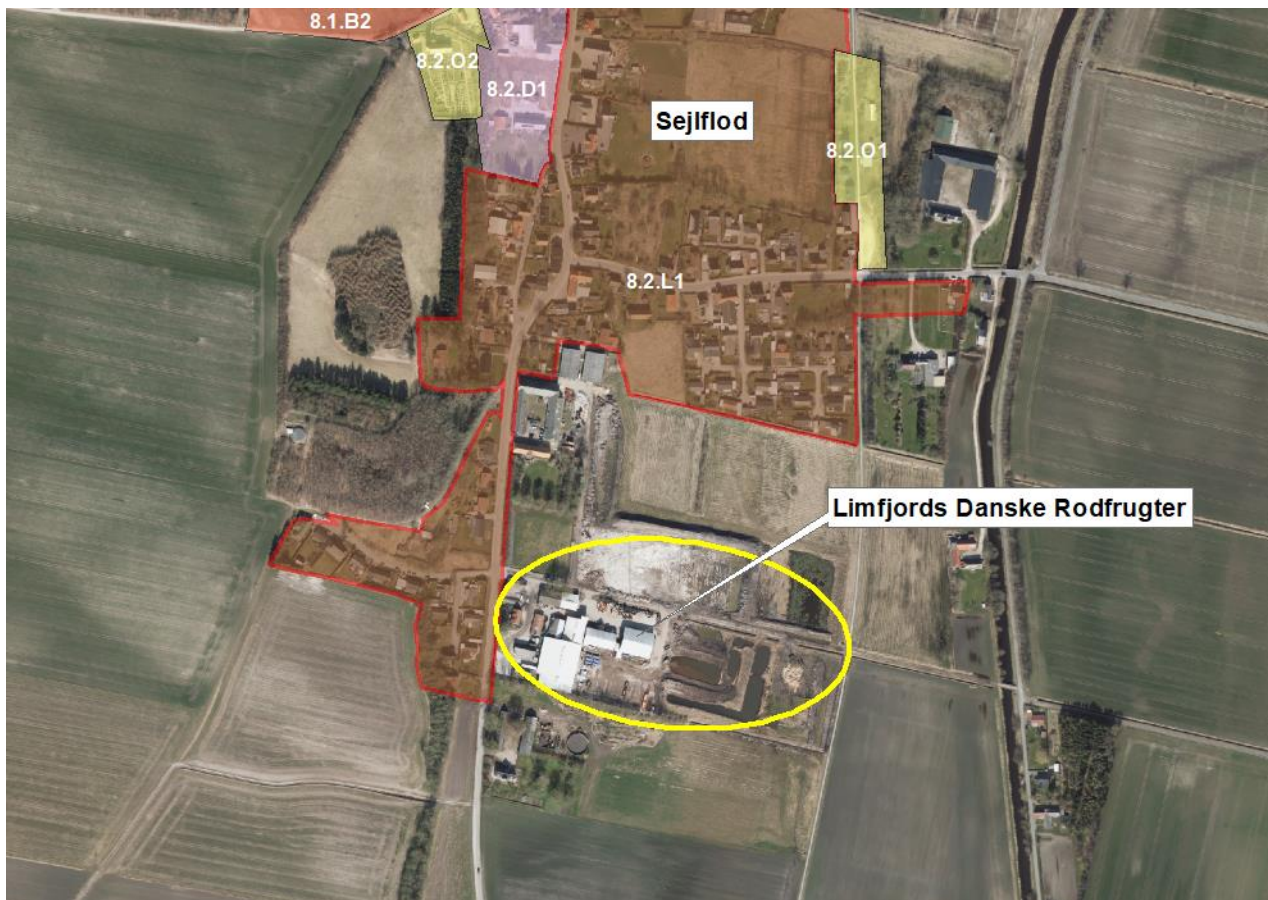 8.1.B2
8.2.O2
8.2.D1
Sejlflod
8.2.O1
8.2.L1
Limfjords Danske Rodfrugter